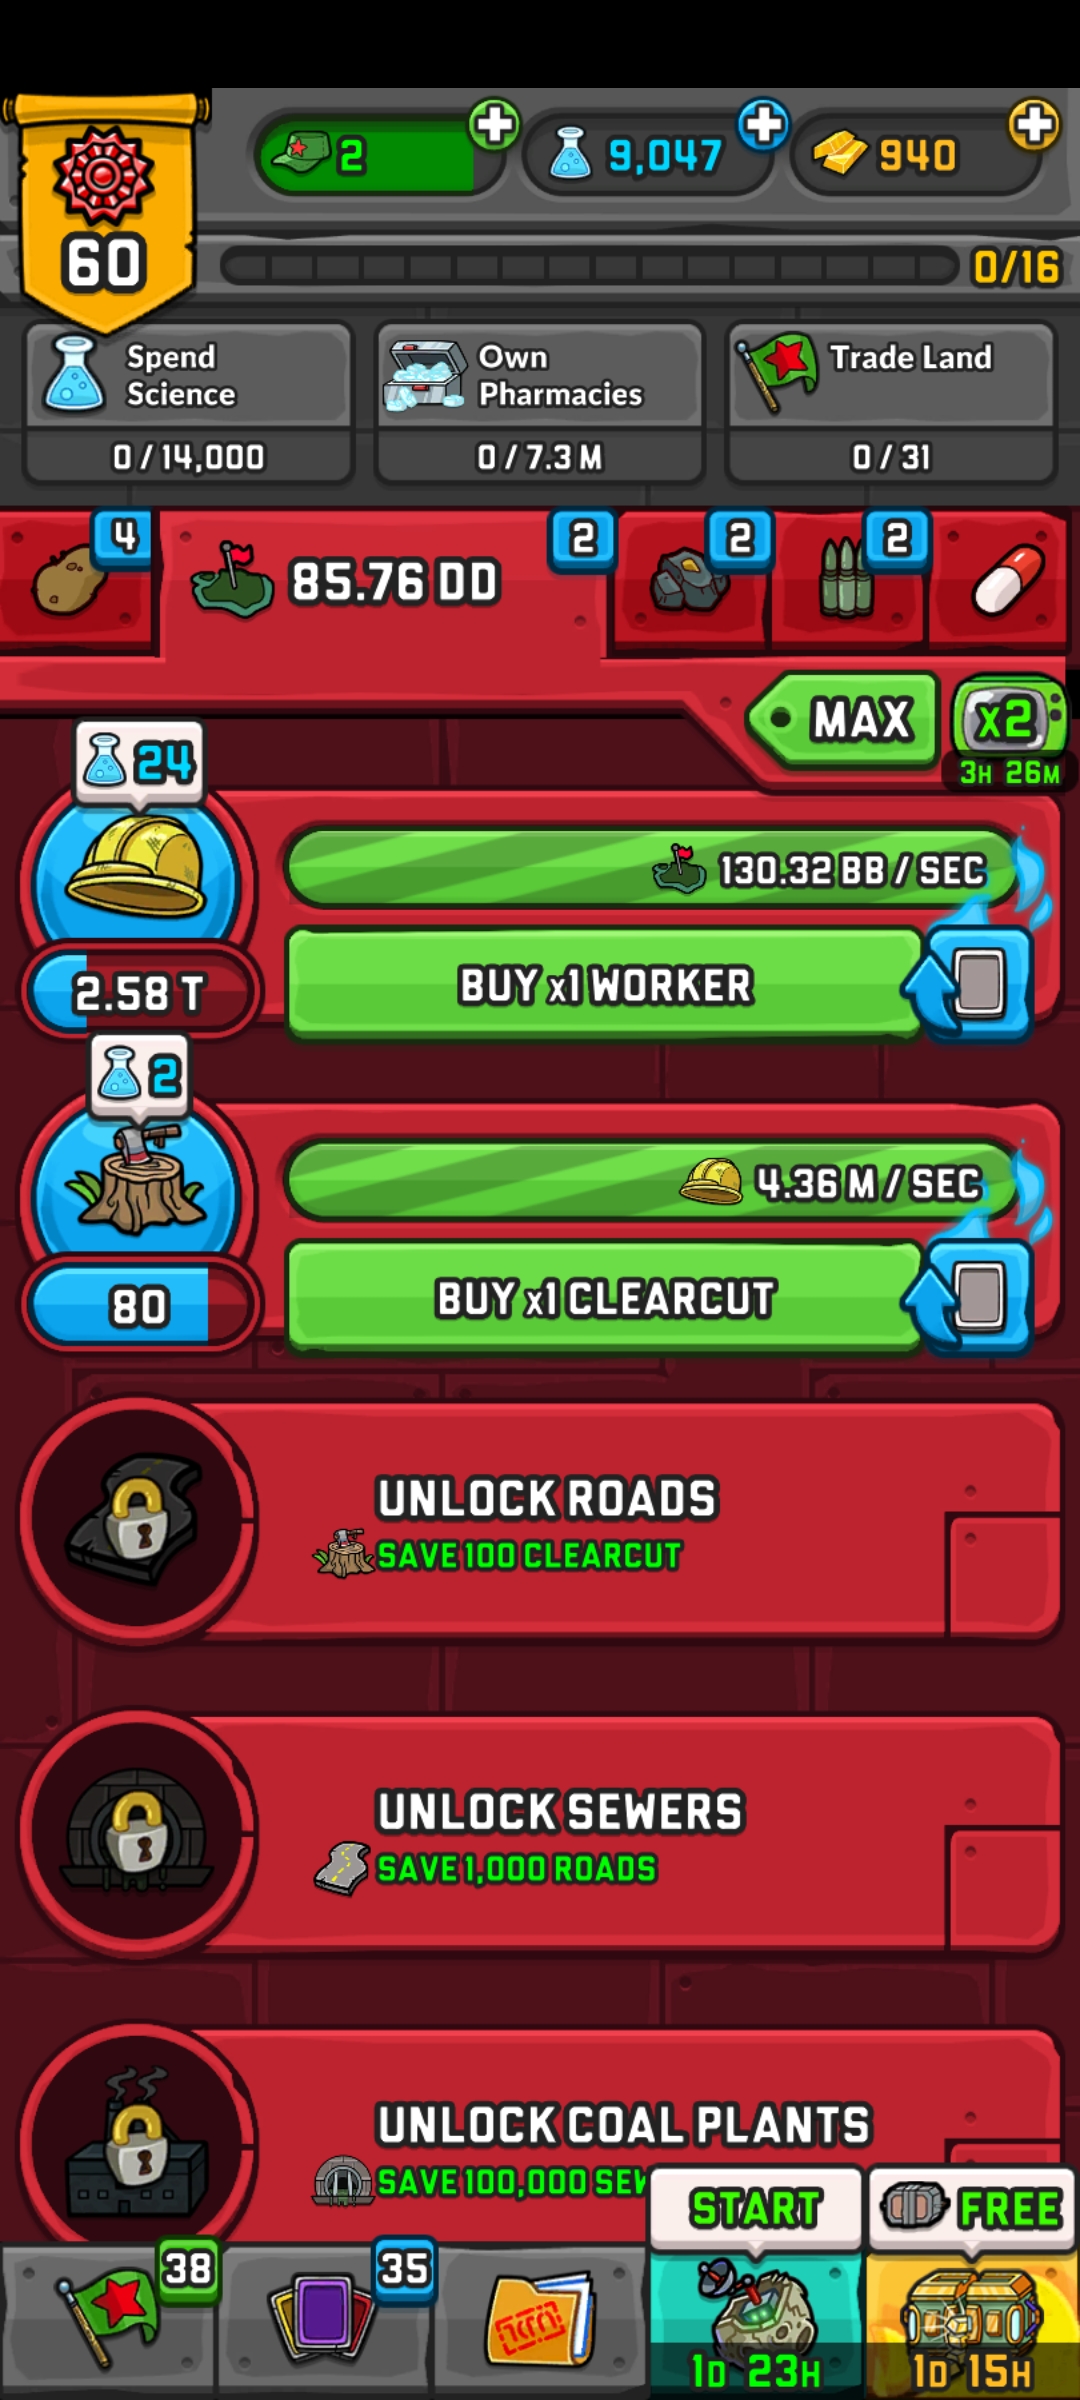 60
2
9,047
940
0/16
Spend
Science
0 / 14,000
Own
Pharmacies
0 / 7.3 M
Trade Land
0 / 31
4
85.76 DD
2
2
2
MAX
x2
3H 26M
24
130.32 BB / SEC
BUY x1 WORKER
2.58 T
2
4.36 M / SEC
BUY x1 CLEARCUT
80
UNLOCK ROADS
SAVE 100 CLEARCUT
UNLOCK SEWERS
SAVE 1,000 ROADS
UNLOCK COAL PLANTS
SAVE 100,000 SEW
START
FREE
38
35
1D 23H
1D 15H